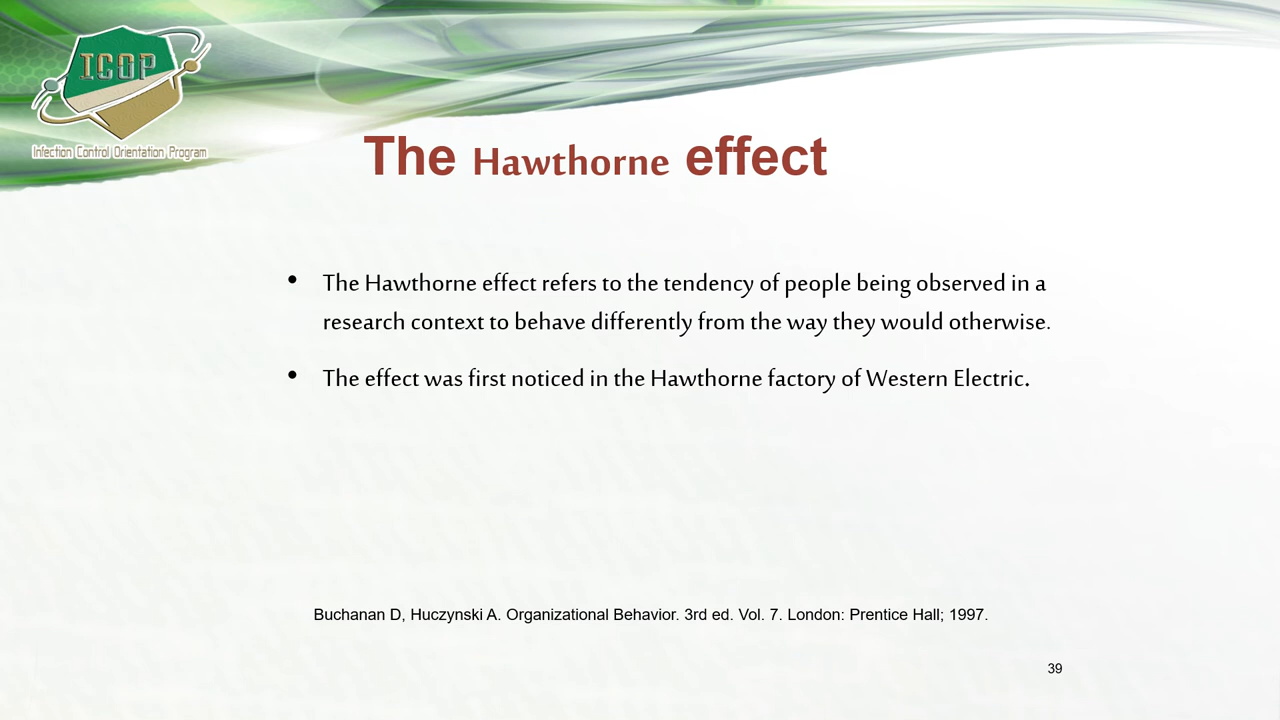 ICOP
Infection Control Orientation Program
The Hawthorne effect
• The Hawthorne effect refers to the tendency of people being observed in a
research context to behave differently from the way they would otherwise.
• The effect was first noticed in the Hawthorne factory of Western Electric.
Buchanan D, Huczynski A. Organizational Behavior. 3rd ed. Vol. 7. London: Prentice Hall; 1997.
39